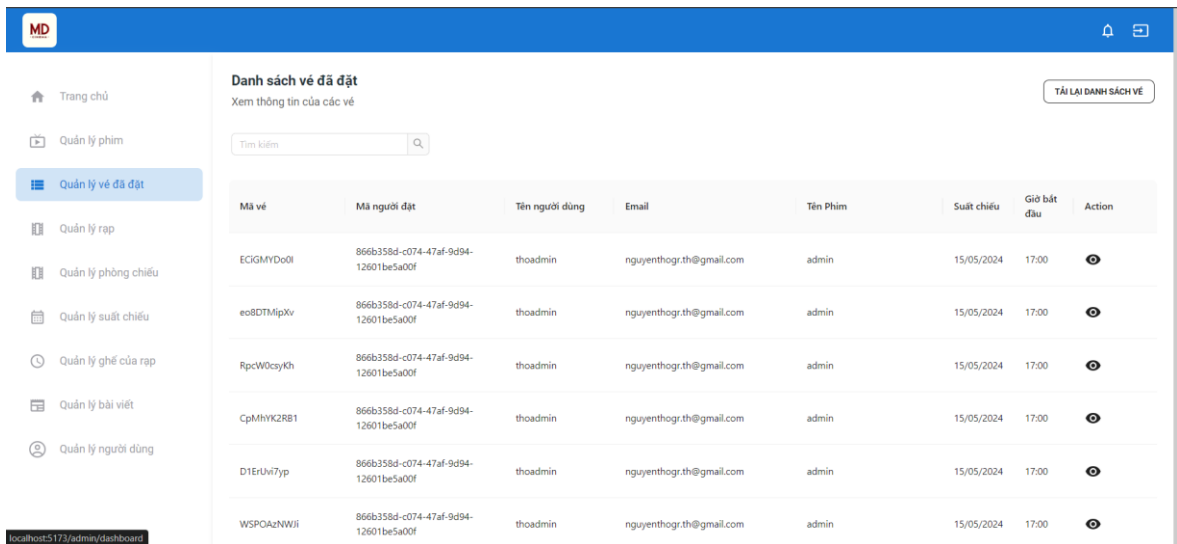 MD
Trang chủ
Quản lý phim
Quản lý vé đã đặt
Quản lý rạp
Quản lý phòng chiếu
Quản lý suất chiếu
Quản lý ghế của rạp
Quản lý bài viết
Quản lý người dùng
Danh sách vé đã đặt
Xem thông tin của các vé
TẢI LẠI DANH SÁCH VÉ
Tìm kiếm
Mã vé Mã người đặt Tên người dùng Email Tên Phim Suất chiếu Giờ bắt đầu Action
ECiGMYDo0I 866b358d-c074-47af-9d94-12601be5a00f thoadmin nguyenthogr.th@gmail.com admin 15/05/2024 17:00
eo8DTMipXv 866b358d-c074-47af-9d94-12601be5a00f thoadmin nguyenthogr.th@gmail.com admin 15/05/2024 17:00
RpcW0csyKh 866b358d-c074-47af-9d94-12601be5a00f thoadmin nguyenthogr.th@gmail.com admin 15/05/2024 17:00
CpMhYK2RB1 866b358d-c074-47af-9d94-12601be5a00f thoadmin nguyenthogr.th@gmail.com admin 15/05/2024 17:00
D1ErUvi7yp 866b358d-c074-47af-9d94-12601be5a00f thoadmin nguyenthogr.th@gmail.com admin 15/05/2024 17:00
WSPOAzNWJi 866b358d-c074-47af-9d94-12601be5a00f thoadmin nguyenthogr.th@gmail.com admin 15/05/2024 17:00
localhost:5173/admin/dashboard